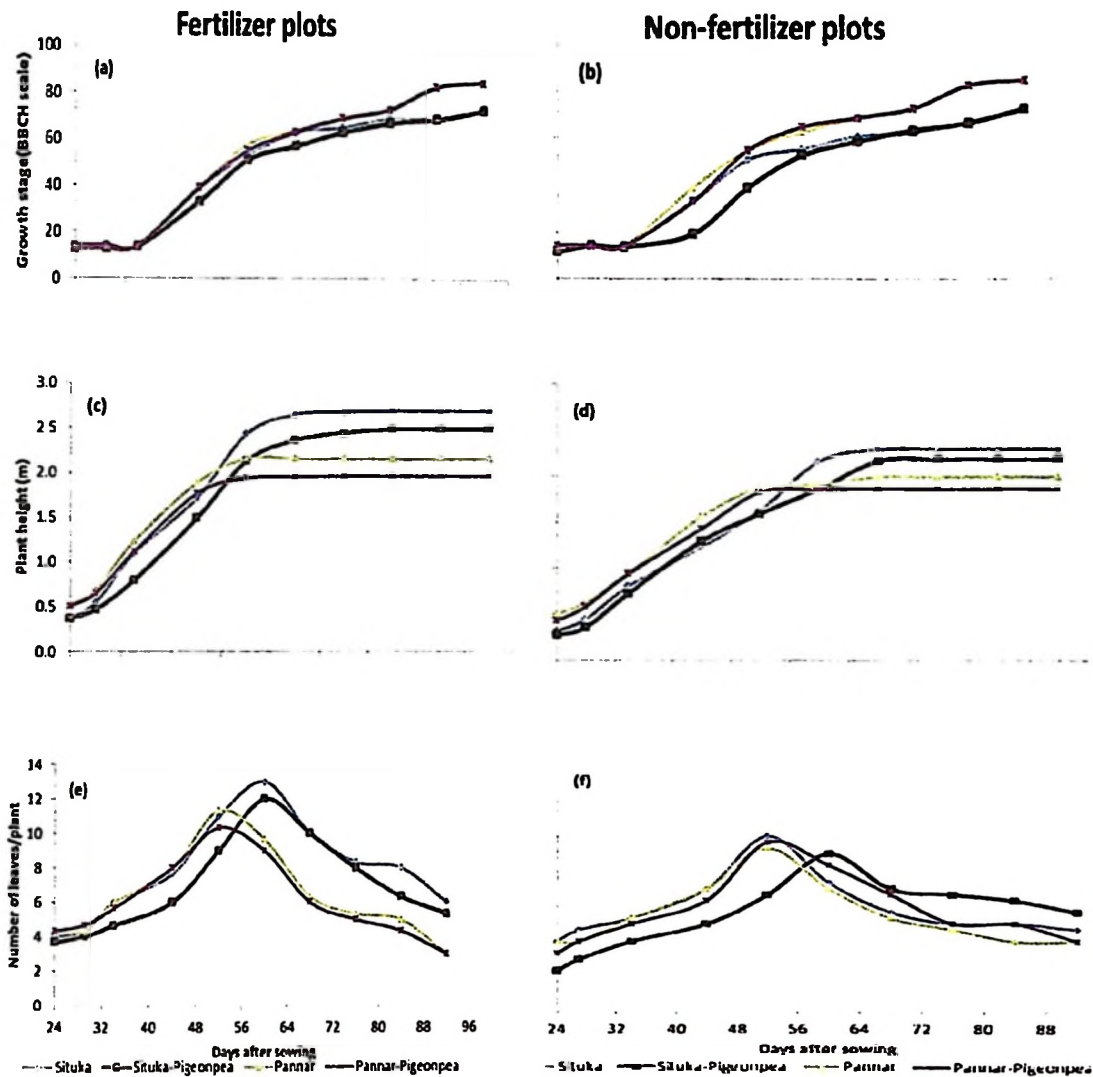 Fertilizer plots
Non-fertilizer plots
Growth stage(BBCH scale)
100
80
60
40
20
0
(a)
(b)
Plant height (m)
3.0
2.5
2.0
1.5
1.0
0.5
0.0
(c)
(d)
Number of leaves/plant
14
12
10
8
6
4
2
0
(e)
(f)
24 32 40 48 56 64 72 80 88 96
24 32 40 48 56 64 72 80 88
Days after sowing
Days after sowing
Situka Situka-Pigeonpea Pannar Pannar-Pigeonpea
Situka Situka-Pigeonpea Pannar Pannar-Pigeonpea